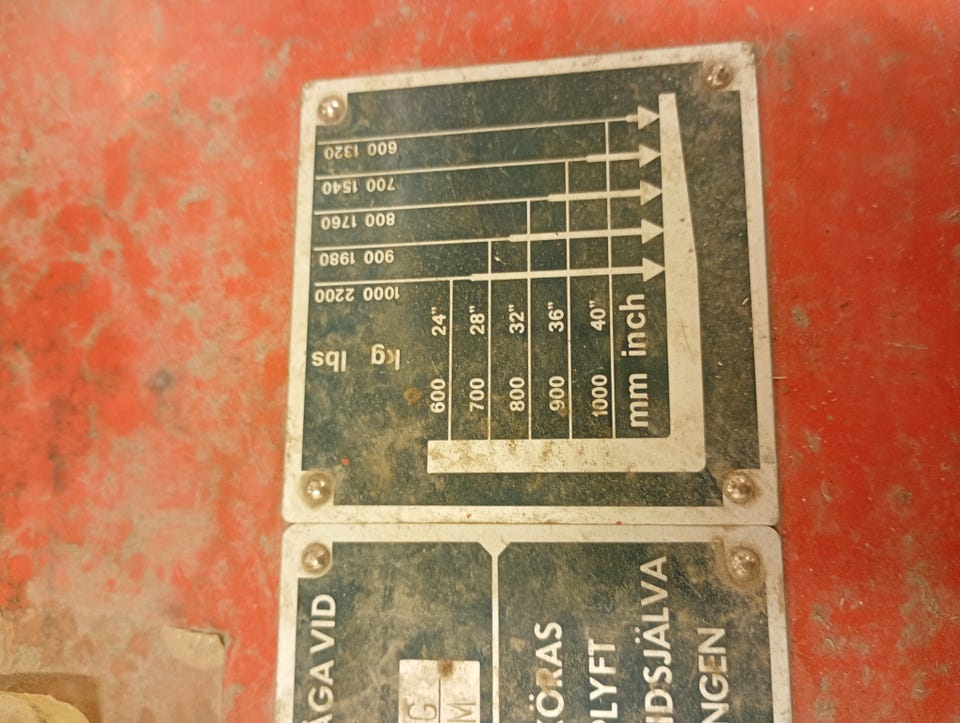 kg lbs
1000 2200
900 1980
800 1760
700 1540
600 1320
600 24"
700 28"
800 32"
900 36"
1000 40"
mm inch
ÅGA VID
G
M
KÖRAS
PLYFT
IDSJÄLVA
NGEN